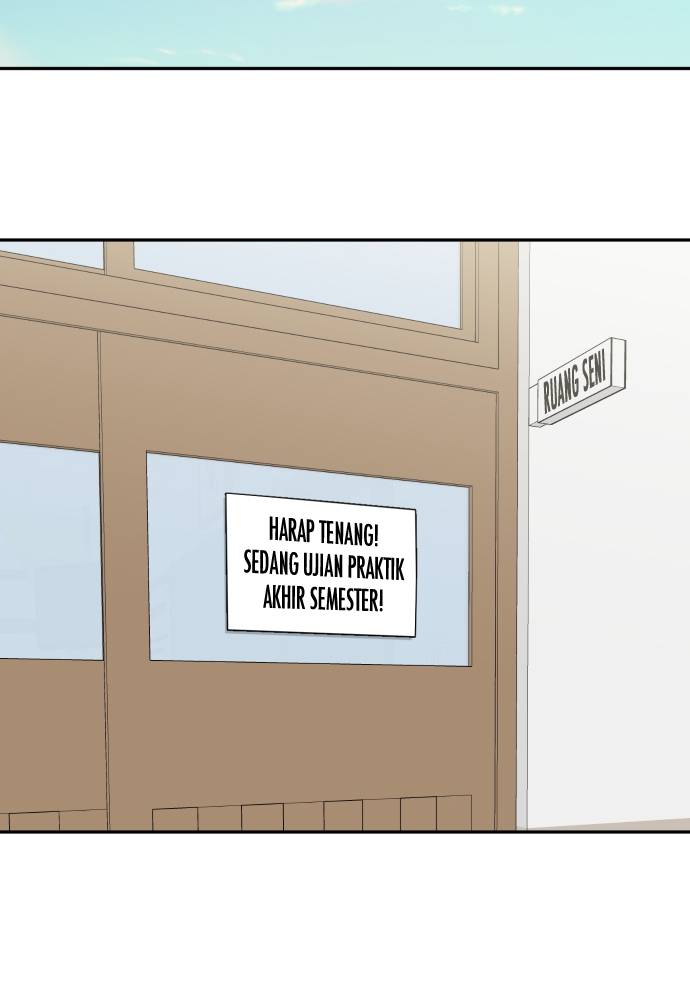 RUANG SENI
HARAP TENANG!
SEDANG UJIAN PRAKTIK
AKHIR SEMESTER!